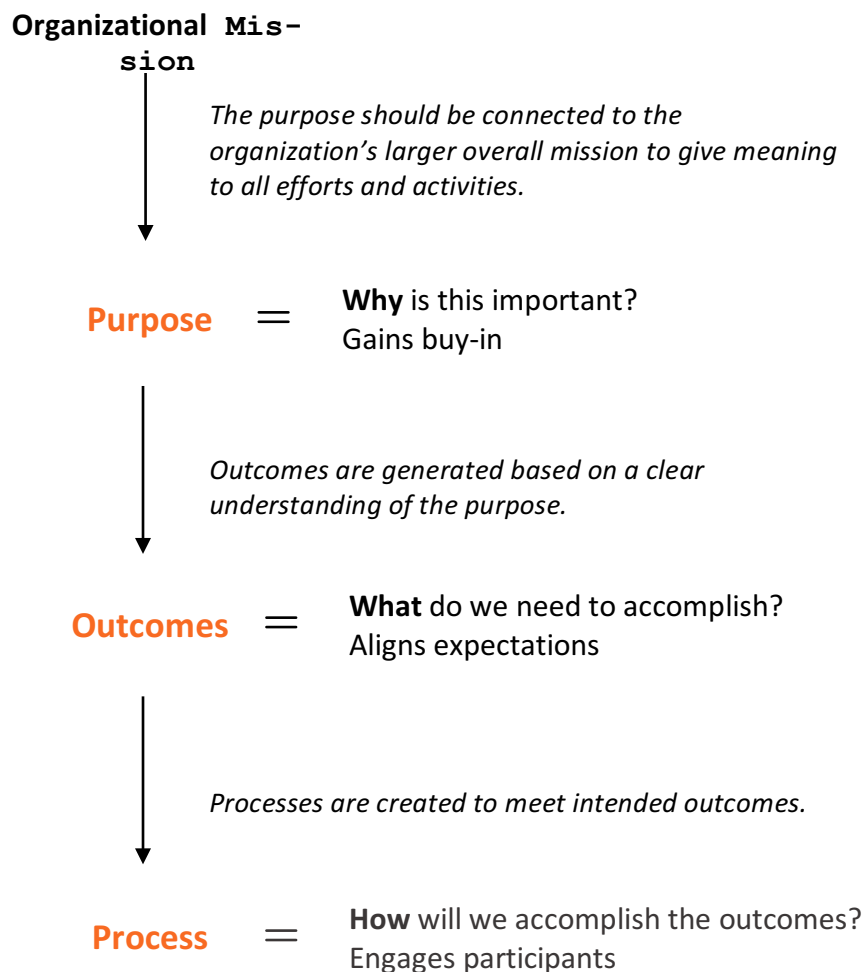 Organizational Mis-
sion
The purpose should be connected to the
organization’s larger overall mission to give meaning
to all efforts and activities.
Purpose = Why is this important?
Gains buy-in
Outcomes are generated based on a clear
understanding of the purpose.
Outcomes = What do we need to accomplish?
Aligns expectations
Processes are created to meet intended outcomes.
Process = How will we accomplish the outcomes?
Engages participants